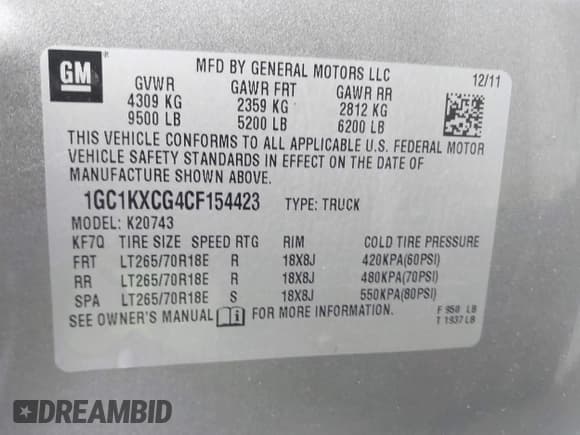 GM ®
MFD BY GENERAL MOTORS LLC 12/11
GVWR GAWR FRT GAWR RR
4309 KG 2359 KG 2812 KG
9500 LB 5200 LB 6200 LB
THIS VEHICLE CONFORMS TO ALL APPLICABLE U.S. FEDERAL MOTOR
VEHICLE SAFETY STANDARDS IN EFFECT ON THE DATE OF
MANUFACTURE SHOWN ABOVE.
1GC1KXCG4CF154423 TYPE: TRUCK
MODEL: K20743
KF7Q TIRE SIZE SPEED RTG RIM COLD TIRE PRESSURE
FRT LT265/70R18E R 18X8J 420KPA(60PSI)
RR LT265/70R18E R 18X8J 480KPA(70PSI)
SPA LT265/70R18E S 18X8J 550KPA(80PSI)
SEE OWNER'S MANUAL i FOR MORE INFORMATION.
F 950 LB
T 1937LB
DREAMBID